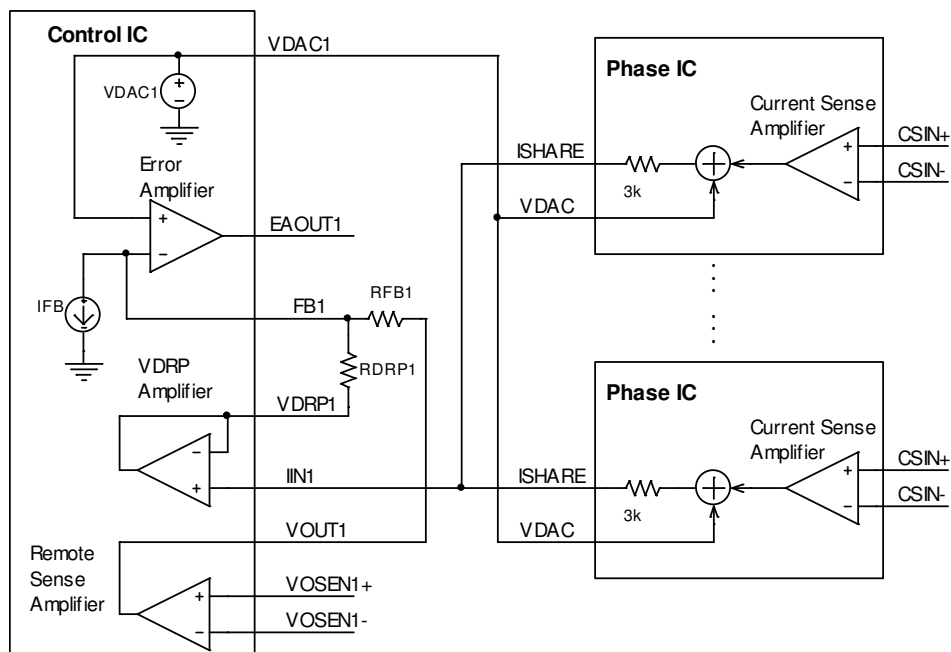 Control IC
VDAC1
VDAC1
Error
Amplifier
EAOUT1
IFB
FB1
RFB1
RDRP1
VDRP
Amplifier
VDRP1
IIN1
VOUT1
Remote
Sense
Amplifier
VOSEN1+
VOSEN1-
Phase IC
Current Sense
Amplifier
CSIN+
CSIN-
ISHARE
3k
VDAC
Phase IC
Current Sense
Amplifier
CSIN+
CSIN-
ISHARE
3k
VDAC